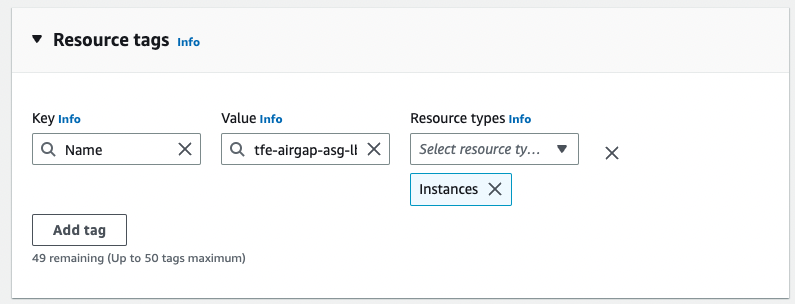 Resource tags Info
Key Info Value Info Resource types Info
Name tfe-airgap-asg-lb Select resource ty...
Instances
Add tag
49 remaining (Up to 50 tags maximum)